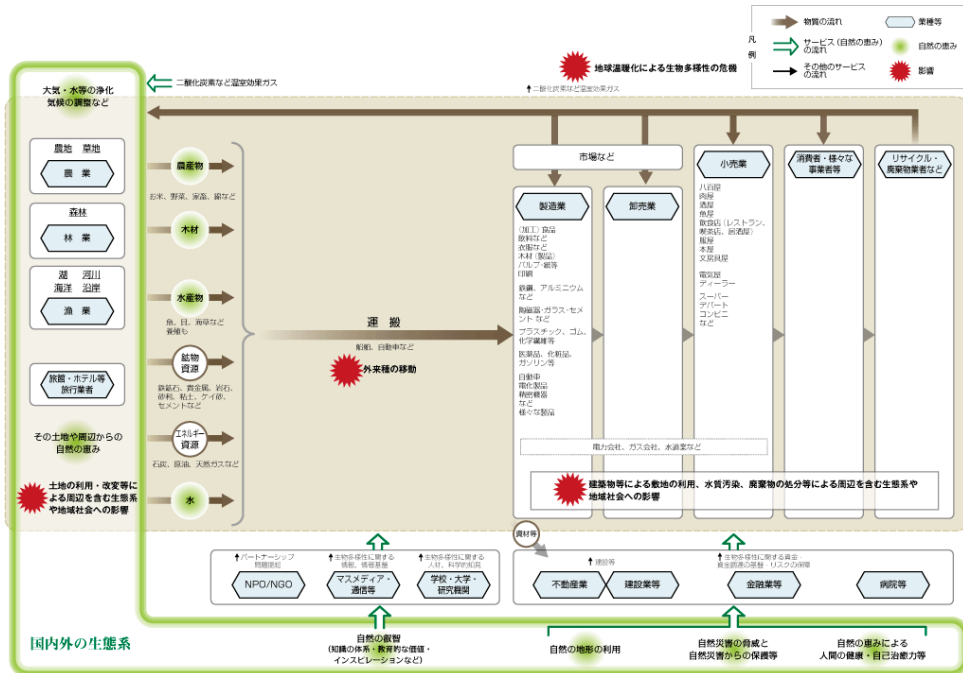 凡例
物質の流れ
業種等
サービス(自然の恵み)
の流れ
自然の恵み
その他のサービス
の流れ
影響
大気・水等の浄化
気候の調整など
二酸化炭素など温室効果ガス
地球温暖化による生物多様性の危機
二酸化炭素など温室効果ガス
農地 草地
農業
森林
林業
湖 河川
海洋 沿岸
漁業
旅館・ホテル等
旅行業者
その土地や周辺からの
自然の恵み
土地の利用・改変等に
よる周辺を含む生態系
や地域社会への影響
農産物
お米、野菜、家畜、綿など
木材
水産物
魚、貝、海草など
養殖も
鉱物
資源
鉄鉱石、貴金属、岩石、
砂利、粘土、ケイ砂、
セメントなど
エネルギー
資源
石炭、原油、天然ガスなど
水
運搬
船舶、自動車など
外来種の移動
市場など
製造業
(加工)食品
飲料など
衣服など
木材(製品)
パルプ・紙等
印刷
鉄鋼、アルミニウム
など
陶磁器・ガラス・セメ
ント など
プラスチック、ゴム、
化学繊維等
医薬品、化粧品、
ガソリン等
自動車
電化製品
精密機器
など
様々な製品
卸売業
小売業
八百屋
肉屋
酒屋
魚屋
飲食店(レストラン、
喫茶店、居酒屋)
服屋
本屋
文房具屋
電気屋
ディーラー
スーパー
デパート
コンビニ
など
消費者・様々な
事業者等
リサイクル・
廃棄物業者など
電力会社、ガス会社、水道業など
建築物等による敷地の利用、水質汚染、廃棄物の処分等による周辺を含む生態系や
地域社会への影響
資材等
パートナーシップ
問題提起
NPO/NGO
生物多様性に関する
情報、情報基盤
マスメディア・
通信等
生物多様性に関する
人材、科学的知見
学校・大学・
研究機関
建設等
不動産業
建設業等
生物多様性に関する資金・
資金調達の基盤・リスクの保障
金融業等
病院等
国内外の生態系
自然の叡智
(知識の体系・教育的な価値・
インスピレーションなど)
自然の地形の利用
自然災害の脅威と
自然災害からの保護等
自然の恵みによる
人間の健康・自己治癒力等